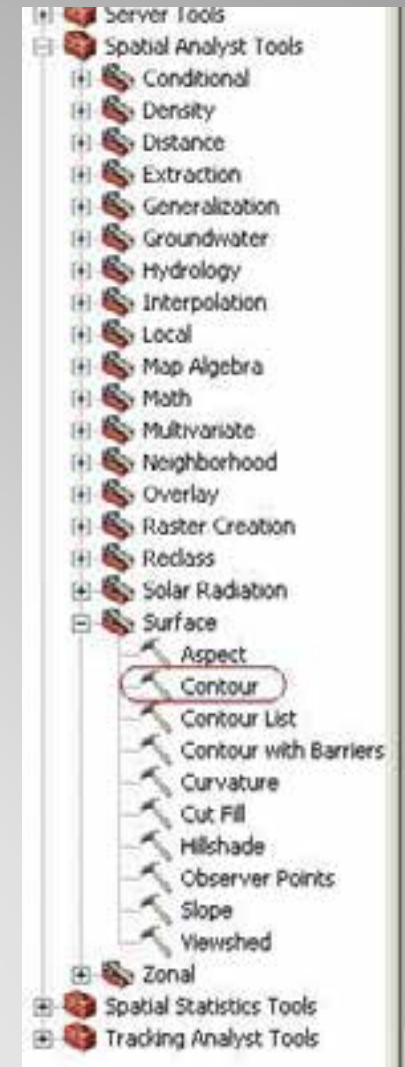 Server Tools
Spatial Analyst Tools
Conditional
Density
Distance
Extraction
Generalization
Groundwater
Hydrology
Interpolation
Local
Map Algebra
Math
Multivariate
Neighborhood
Overlay
Raster Creation
Reclass
Solar Radiation
Surface
Aspect
Contour
Contour List
Contour with Barriers
Curvature
Cut Fill
Hillshade
Observer Points
Slope
Viewshed
Zonal
Spatial Statistics Tools
Tracking Analyst Tools